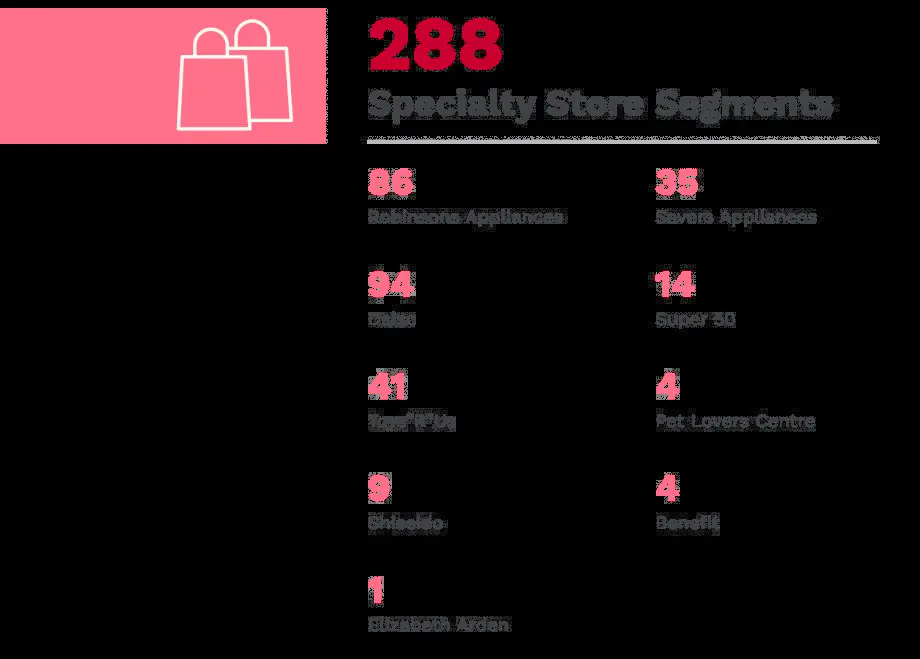 288
Specialty Store Segments
86
Robinsons Appliances
35
Savers Appliances
94
Daiso
14
Super 50
41
Toys"R"Us
4
Pet Lovers Centre
9
Shiseido
4
Benefit
1
Elizabeth Arden